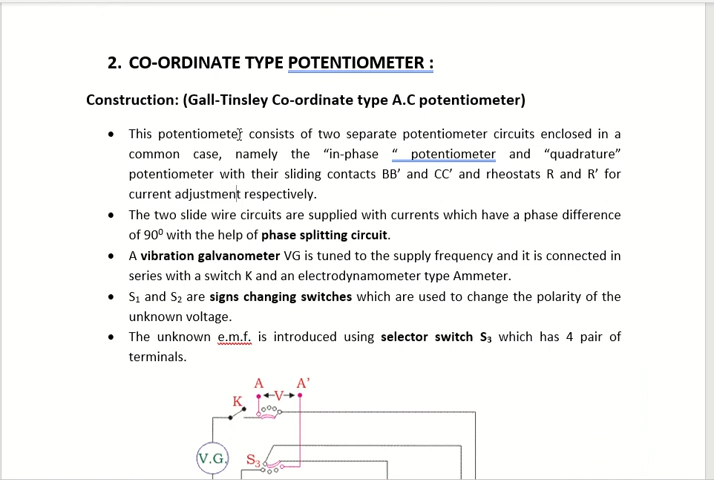 2. CO-ORDINATE TYPE POTENTIOMETER :
Construction: (Gall-Tinsley Co-ordinate type A.C potentiometer)
• This potentiometer consists of two separate potentiometer circuits enclosed in a
common case, namely the “in-phase “ potentiometer and “quadrature”
potentiometer with their sliding contacts BB’ and CC’ and rheostats R and R’ for
current adjustment respectively.
• The two slide wire circuits are supplied with currents which have a phase difference
of 90⁰ with the help of phase splitting circuit.
• A vibration galvanometer VG is tuned to the supply frequency and it is connected in
series with a switch K and an electrodynamometer type Ammeter.
• S₁ and S₂ are signs changing switches which are used to change the polarity of the
unknown voltage.
• The unknown e.m.f. is introduced using selector switch S₃ which has 4 pair of
terminals.
A A'
V
K
V.G.
S₃